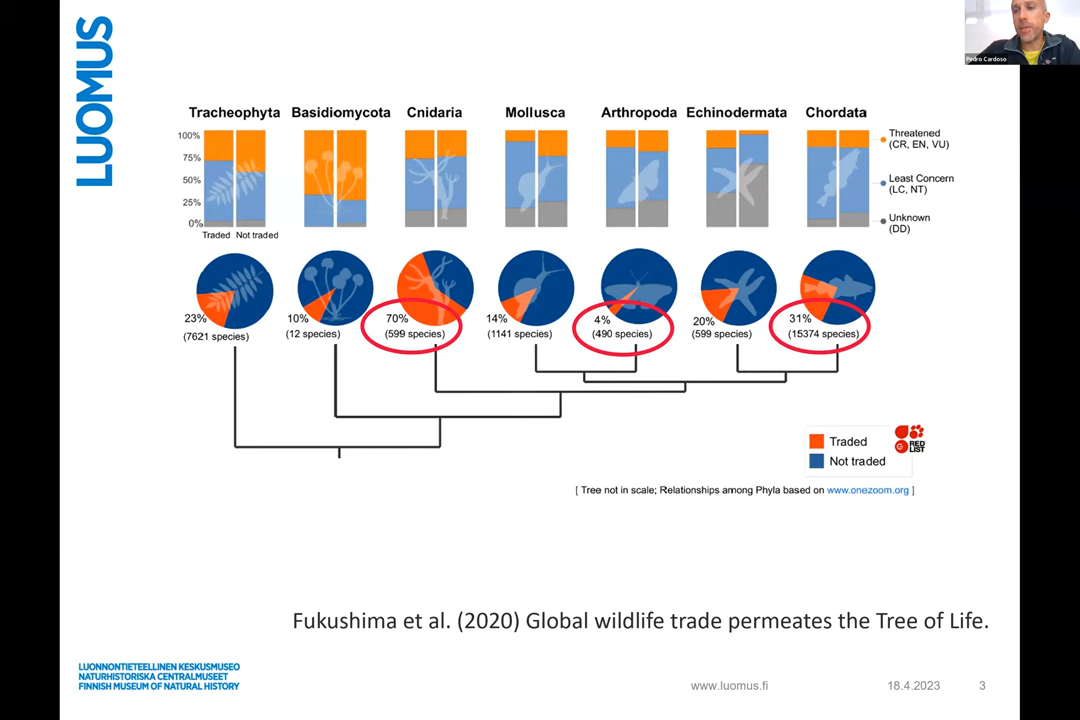 LUOMUS
Pedro Cardoso
Tracheophyta Basidiomycota Cnidaria Mollusca Arthropoda Echinodermata Chordata
100%
75%
50%
25%
0%
Traded Not traded
Threatened
(CR, EN, VU)
Least Concern
(LC, NT)
Unknown
(DD)
23%
(7621 species)
10%
(12 species)
70%
(599 species)
14%
(1141 species)
4%
(490 species)
20%
(599 species)
31%
(15374 species)
Traded
Not traded
RED
LIST
[ Tree not in scale; Relationships among Phyla based on www.onezoom.org ]
Fukushima et al. (2020) Global wildlife trade permeates the Tree of Life.
LUONNONTIETEELLINEN KESKUSMUSEO
NATURHISTORISKA CENTRALMUSEET
FINNISH MUSEUM OF NATURAL HISTORY
www.luomus.fi
18.4.2023
3